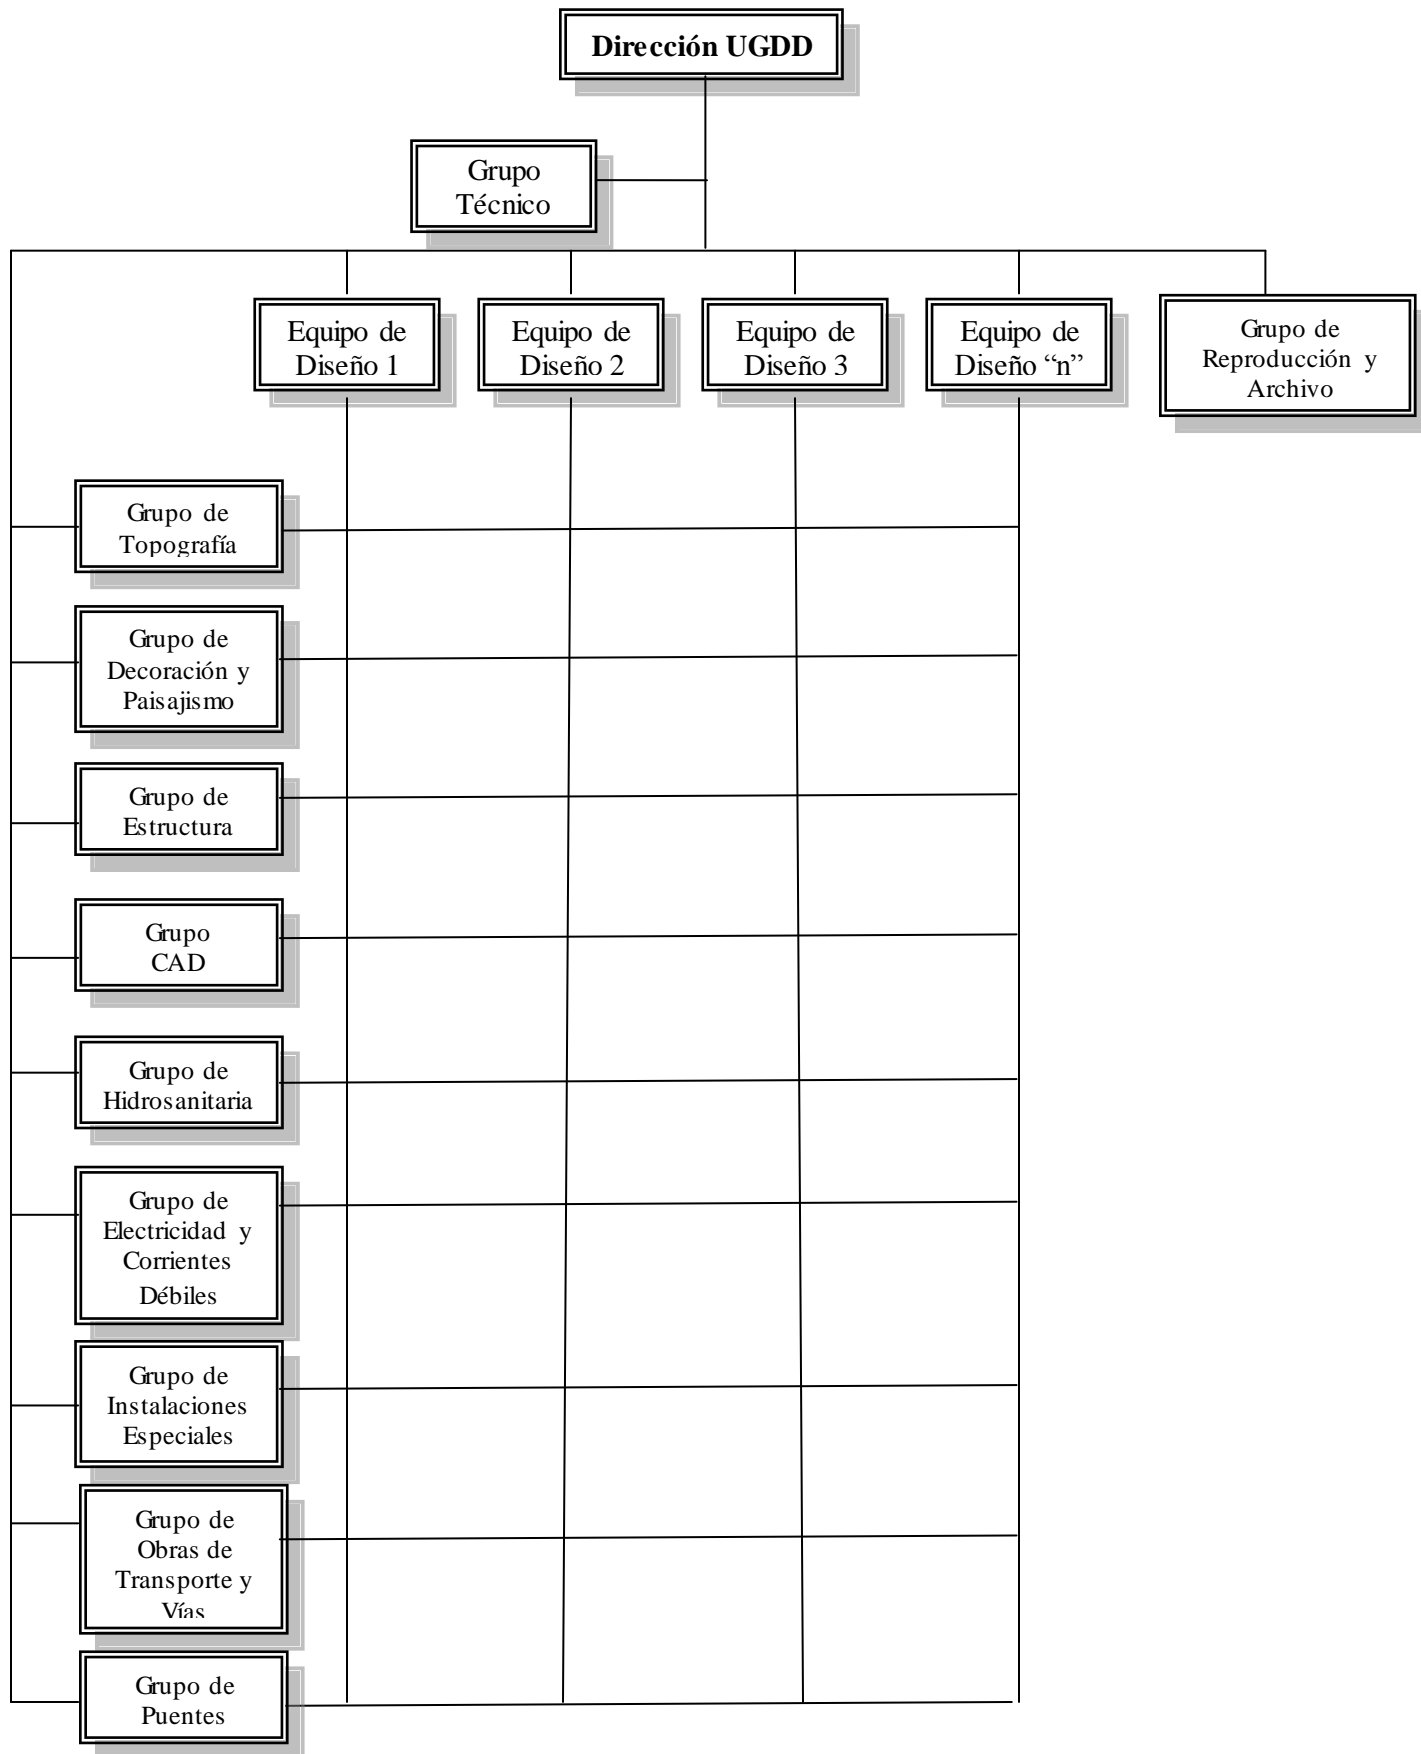 Dirección UGDD
Grupo
Técnico
Equipo de
Diseño 1
Equipo de
Diseño 2
Equipo de
Diseño 3
Equipo de
Diseño “n”
Grupo de
Reproducción y
Archivo
Grupo de
Topografía
Grupo de
Decoración y
Paisajismo
Grupo de
Estructura
Grupo
CAD
Grupo de
Hidrosanitaria
Grupo de
Electricidad y
Corrientes
Débiles
Grupo de
Instalaciones
Especiales
Grupo de
Obras de
Transporte y
Vías
Grupo de
Puentes